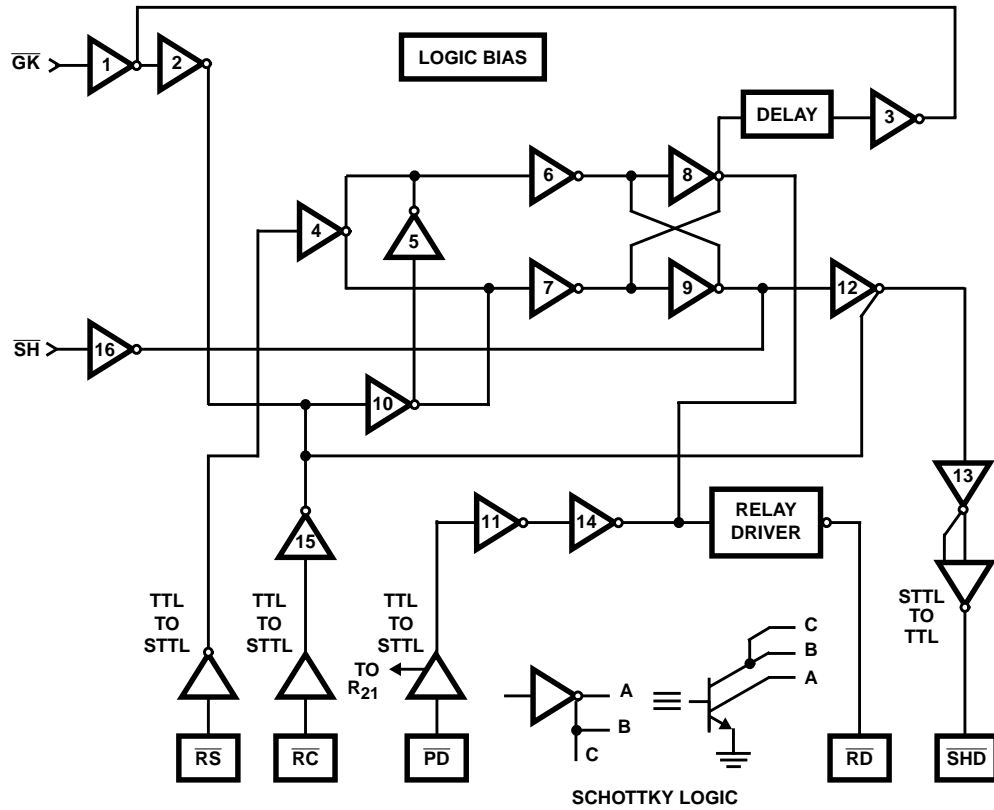 GK
1
2
LOGIC BIAS
DELAY
3
6
8
4
5
7
9
12
SH
16
10
13
11
14
RELAY
DRIVER
15
TTL
TO
STTL
TTL
TO
STTL
TTL
TO
STTL
TO
R21
STTL
TO
TTL
A
B
C
C
B
A
RS
RC
PD
RD
SHD
SCHOTTKY LOGIC